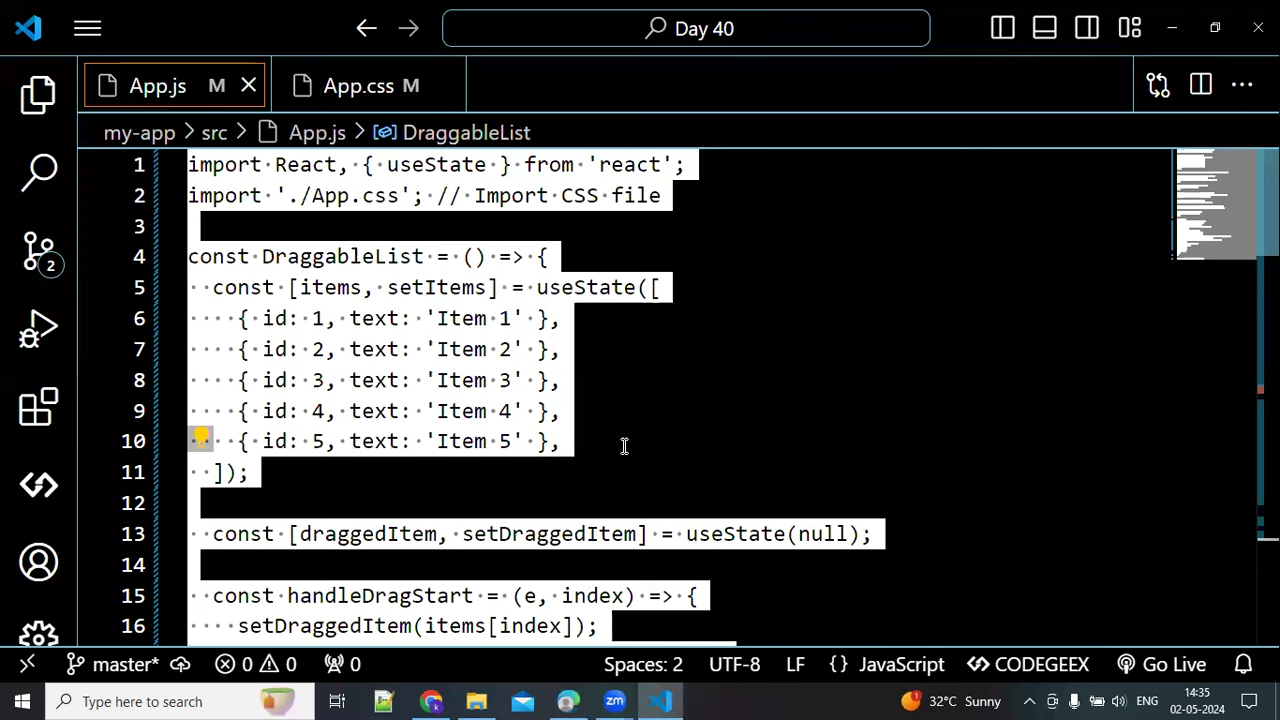 Day 40
App.js M
App.css M
my-app > src > App.js > DraggableList
1 import React, { useState } from 'react';
2 import './App.css'; // Import CSS file
3
4 const DraggableList = () => {
5 const [items, setItems] = useState([
6 { id: 1, text: 'Item 1' },
7 { id: 2, text: 'Item 2' },
8 { id: 3, text: 'Item 3' },
9 { id: 4, text: 'Item 4' },
10 { id: 5, text: 'Item 5' },
11 ]);
12
13 const [draggedItem, setDraggedItem] = useState(null);
14
15 const handleDragStart = (e, index) => {
16 setDraggedItem(items[index]);
2
master* 0 0 0 Spaces: 2 UTF-8 LF {} JavaScript CODEGEEX Go Live
Type here to search 32°C Sunny ENG 14:35
02-05-2024